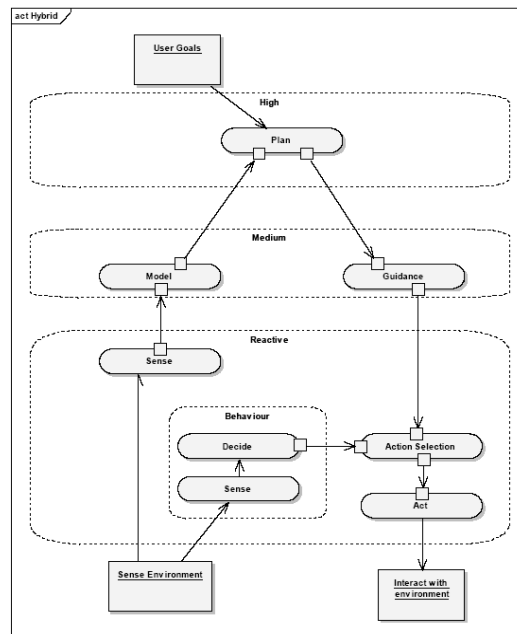 act Hybrid
User Goals
High
Plan
Medium
Model
Guidance
Reactive
Sense
Behaviour
Decide
Action Selection
Sense
Act
Sense Environment
Interact with
environment